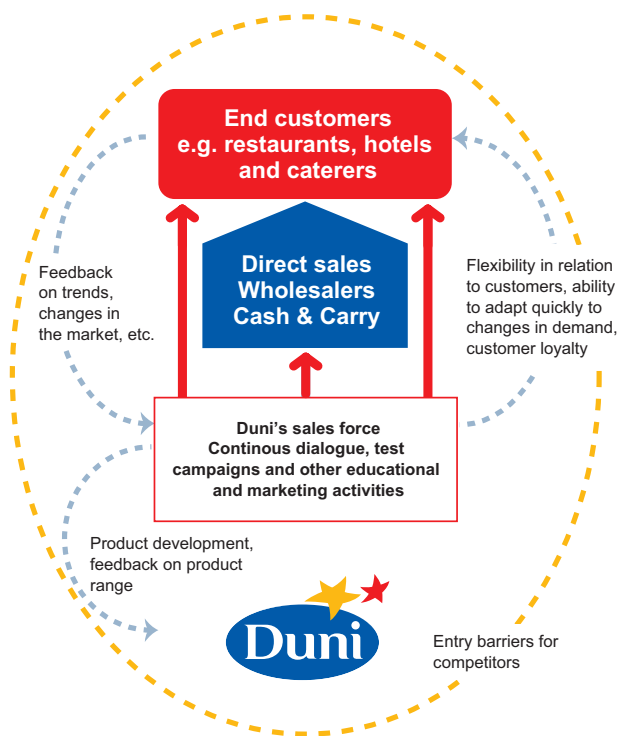 End customers
e.g. restaurants, hotels
and caterers
Direct sales
Wholesalers
Cash & Carry
Feedback
on trends,
changes in
the market, etc.
Flexibility in relation
to customers, ability
to adapt quickly to
changes in demand,
customer loyalty
Duni's sales force
Continous dialogue, test
campaigns and other educational
and marketing activities
Product development,
feedback on product
range
Duni
Entry barriers for
competitors